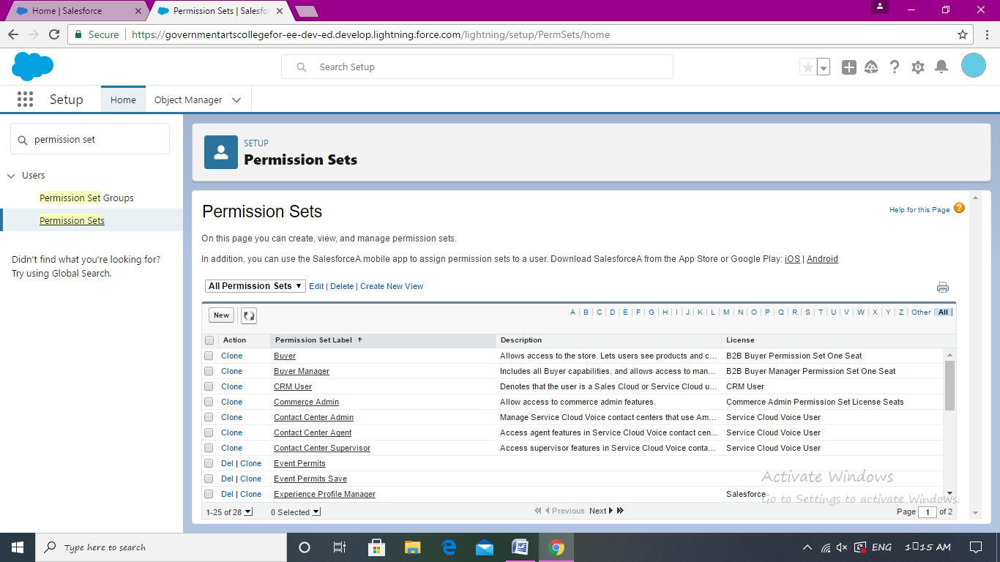 Home | Salesforce
Permission Sets | Salesfor
Secure
https://governmentartscollegefor-ee-dev-ed.develop.lightning.force.com/lightning/setup/PermSets/home
Search Setup
Setup
Home
Object Manager
permission set
Users
Permission Set Groups
Permission Sets
Didn't find what you're looking for?
Try using Global Search.
SETUP
Permission Sets
Permission Sets
Help for this Page
On this page you can create, view, and manage permission sets.
In addition, you can use the SalesforceA mobile app to assign permission sets to a user. Download SalesforceA from the App Store or Google Play: iOS | Android
All Permission Sets Edit | Delete | Create New View
New
A | B | C | D | E | F | G | H | I | J | K | L | M | N | O | P | Q | R | S | T | U | V | W | X | Y | Z | Other | All
Action Permission Set Label Description License
Clone Buyer Allows access to the store. Lets users see products and c... B2B Buyer Permission Set One Seat
Clone Buyer Manager Includes all Buyer capabilities, and allows access to man... B2B Buyer Manager Permission Set One Seat
Clone CRM User Denotes that the user is a Sales Cloud or Service Cloud u... CRM User
Clone Commerce Admin Allow access to commerce admin features. Commerce Admin Permission Set License Seats
Clone Contact Center Admin Manage Service Cloud Voice contact centers that use Am... Service Cloud Voice User
Clone Contact Center Agent Access agent features in Service Cloud Voice contact cen... Service Cloud Voice User
Clone Contact Center Supervisor Access supervisor features in Service Cloud Voice conta... Service Cloud Voice User
Del | Clone Event Permits
Del | Clone Event Permits Save
Del | Clone Experience Profile Manager Salesforce
Activate Windows
Go to Settings to activate Windows.
1-25 of 28 0 Selected Previous Next Page 1 of 2
Type here to search
ENG
1▯15 AM